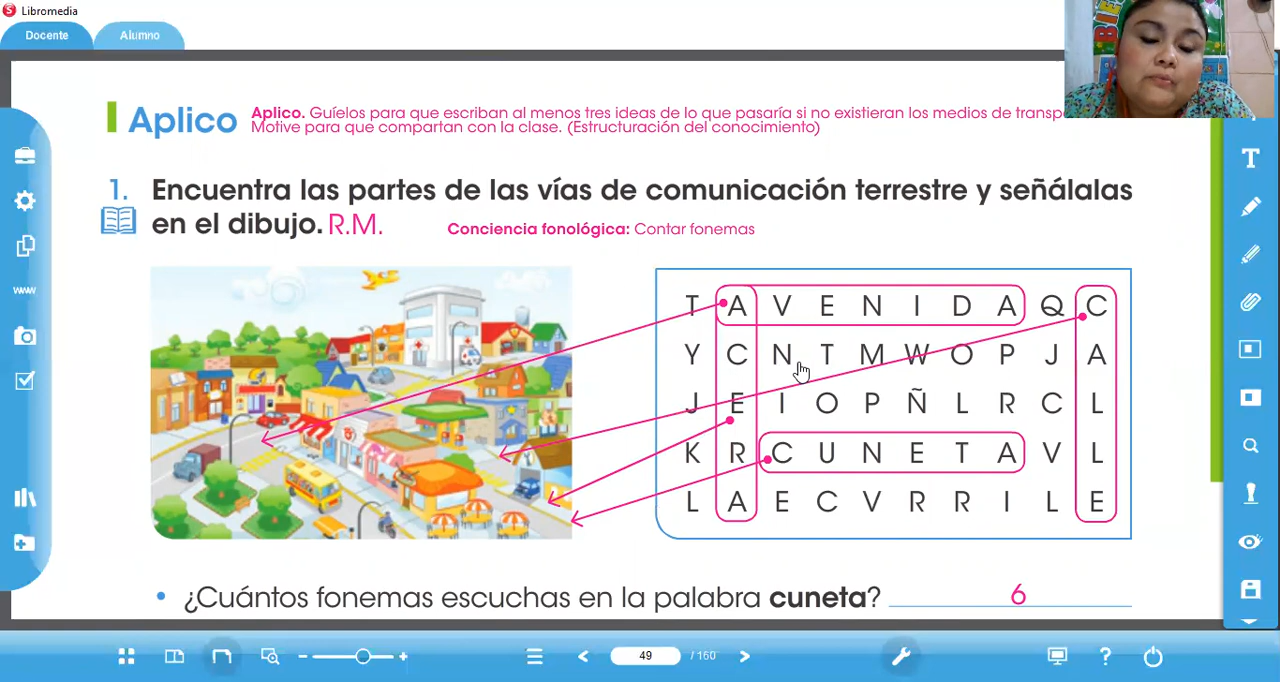 Libromedia
Docente
Alumno
Aplico
Aplico. Guíelos para que escriban al menos tres ideas de lo que pasaría si no existieran los medios de
Motive para que compartan con la clase. (Estructuración del conocimiento)
1. Encuentra las partes de las vías de comunicación terrestre y señálalas
en el dibujo. R.M.
Conciencia fonológica: Contar fonemas
T A V E N I D A Q C
Y C N T M W O P J A
J E I O P Ñ L R C L
K R C U N E T A V L
L A E C V R R I L E
• ¿Cuántos fonemas escuchas en la palabra cuneta? 6
www
T
49 / 160